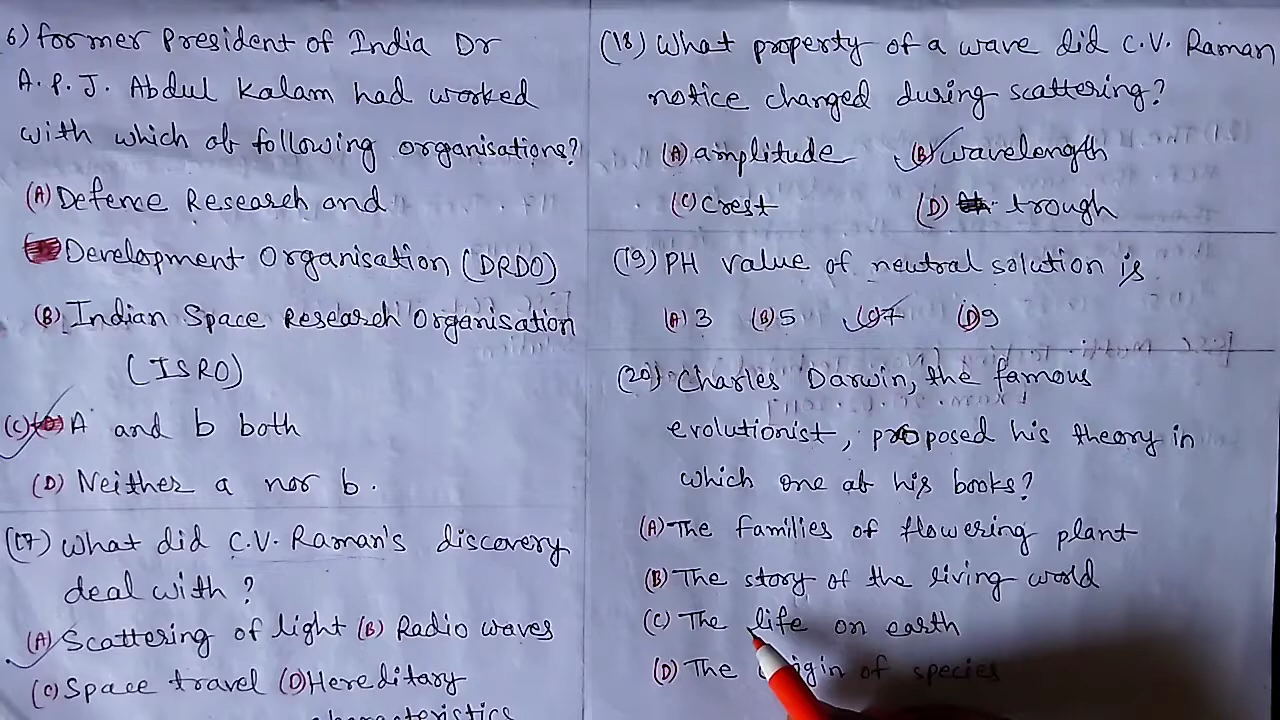 6) Former President of India Dr
A. P. J. Abdul Kalam had worked
with which of following organisations?
(A) Defence Research and
Development Organisation (DRDO)
(B) Indian Space Research Organisation
(ISRO)
(C) A and b both
(D) Neither a nor b.
(17) What did C.V. Raman's discovery
deal with?
(A) Scattering of light (B) Radio waves
(C) Space travel (D) Hereditary
characteristics
(18) What property of a wave did C.V. Raman
notice changed during scattering?
(A) amplitude (B) wavelength
(C) Crest (D) trough
(19) PH value of neutral solution is
(A) 3 (B) 5 (C) 7 (D) 9
(20) Charles Darwin, the famous
evolutionist, proposed his theory in
which one of his books?
(A) The families of flowering plant
(B) The story of the living world
(C) The life on earth
(D) The origin of species